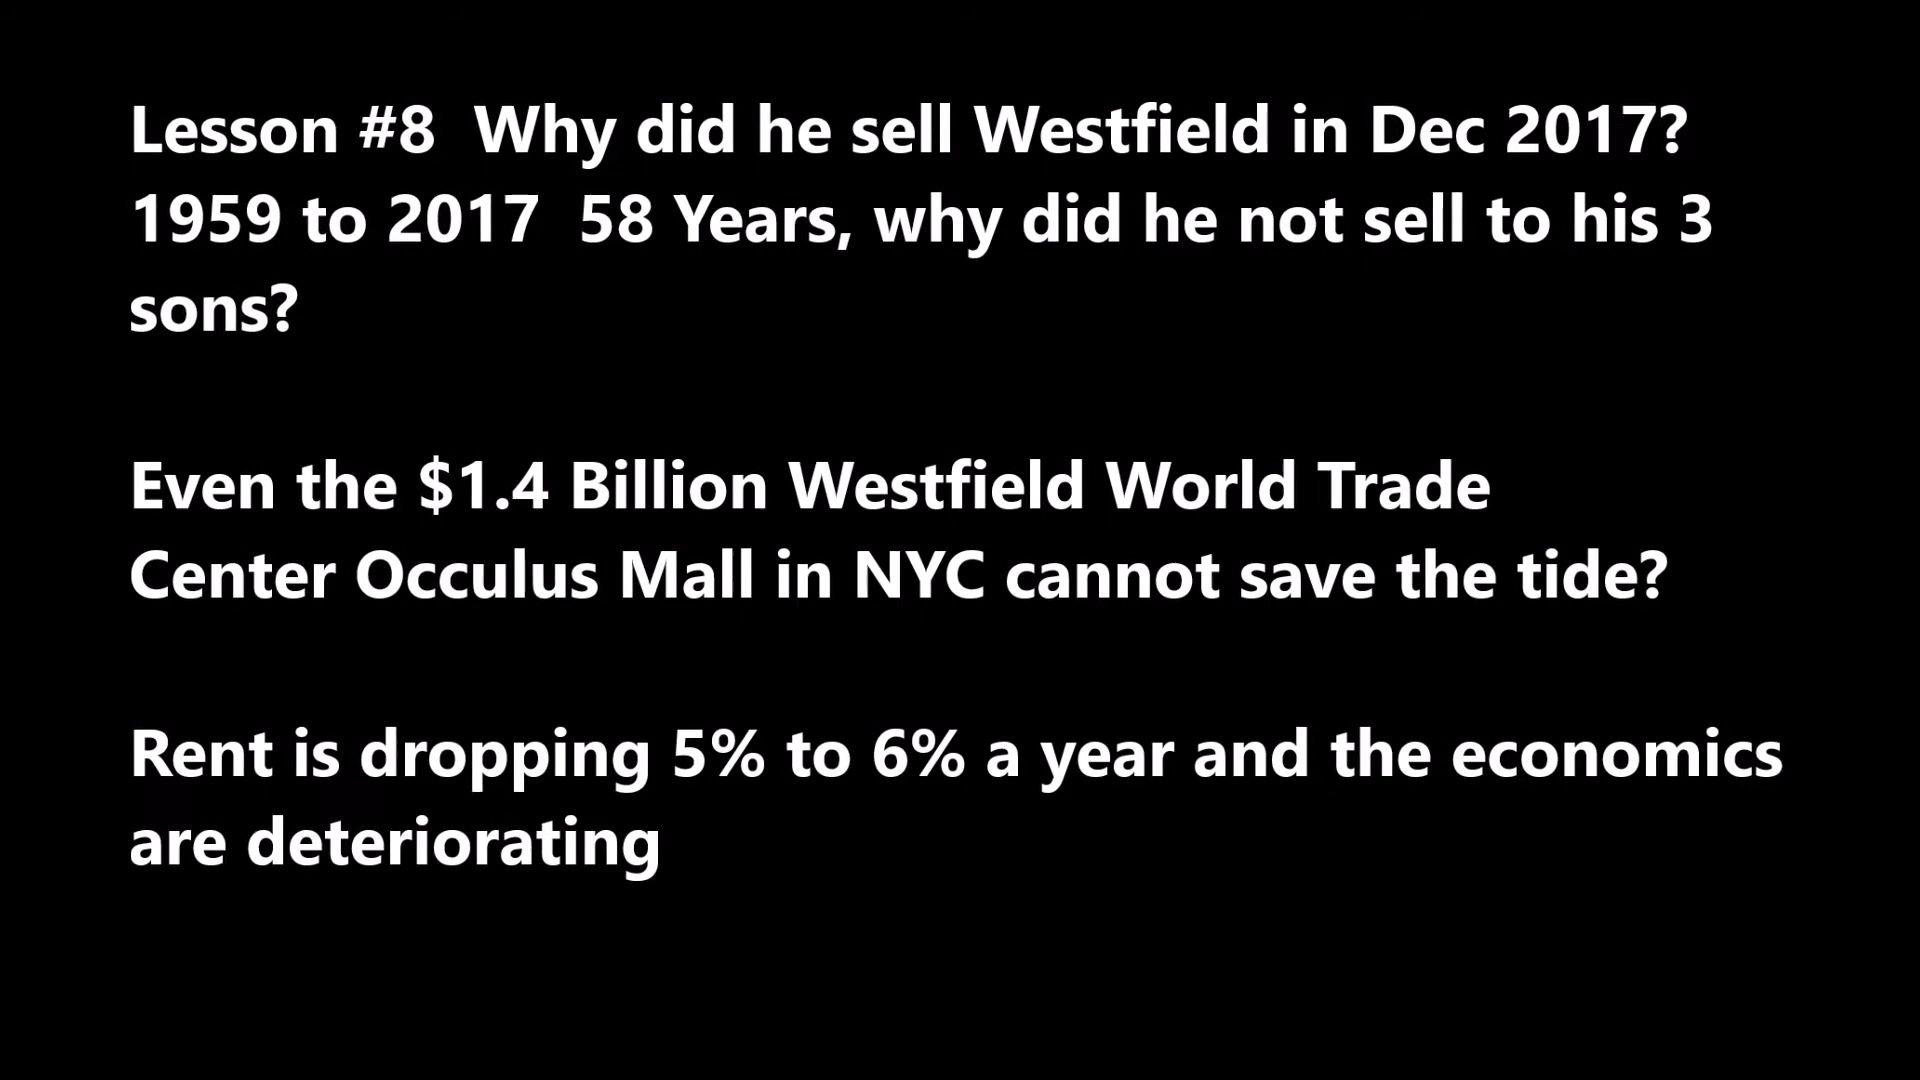 Lesson #8  Why did he sell Westfield in Dec 2017?
1959 to 2017  58 Years, why did he not sell to his 3
sons?
Even the $1.4 Billion Westfield World Trade
Center Occulus Mall in NYC cannot save the tide?
Rent is dropping 5% to 6% a year and the economics
are deteriorating